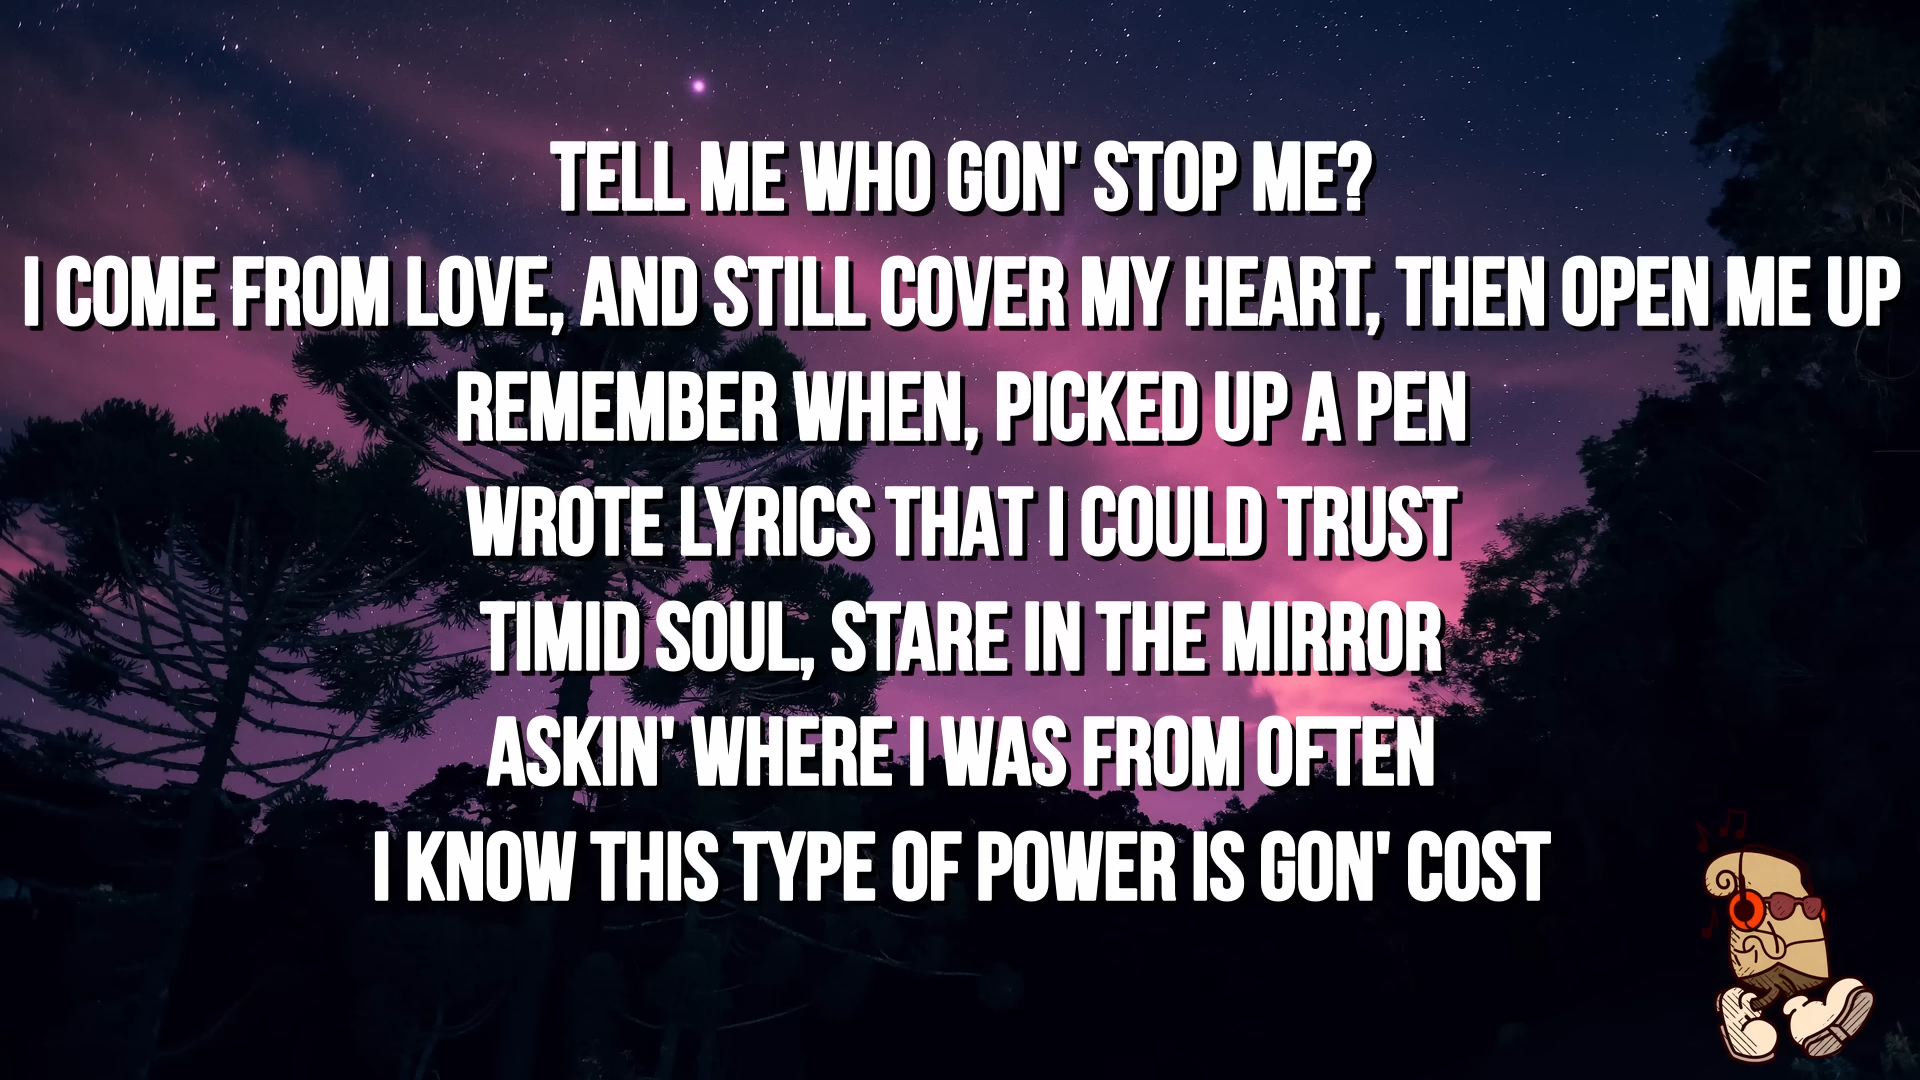 TELL ME WHO GON' STOP ME?
I COME FROM LOVE, AND STILL COVER MY HEART, THEN OPEN ME UP
REMEMBER WHEN, PICKED UP A PEN
WROTE LYRICS THAT I COULD TRUST
TIMID SOUL, STARE IN THE MIRROR
ASKIN' WHERE I WAS FROM OFTEN
I KNOW THIS TYPE OF POWER IS GON' COST